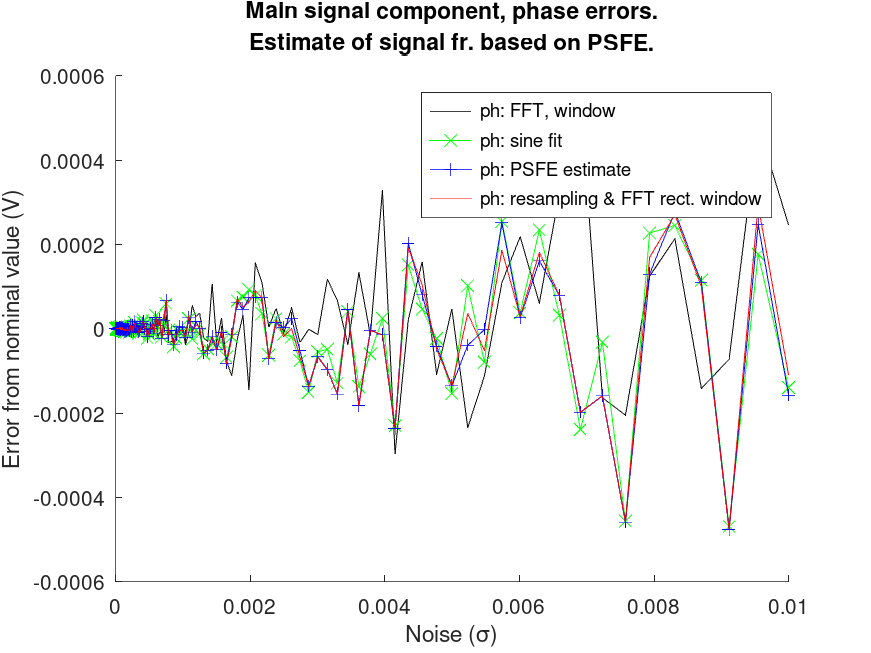 Main signal component, phase errors.
Estimate of signal fr. based on PSFE.
0.0006
0.0004
0.0002
0
-0.0002
-0.0004
-0.0006
Error from nominal value (V)
ph: FFT, window
ph: sine fit
ph: PSFE estimate
ph: resampling & FFT rect. window
0
0.002
0.004
0.006
0.008
0.01
Noise (σ)